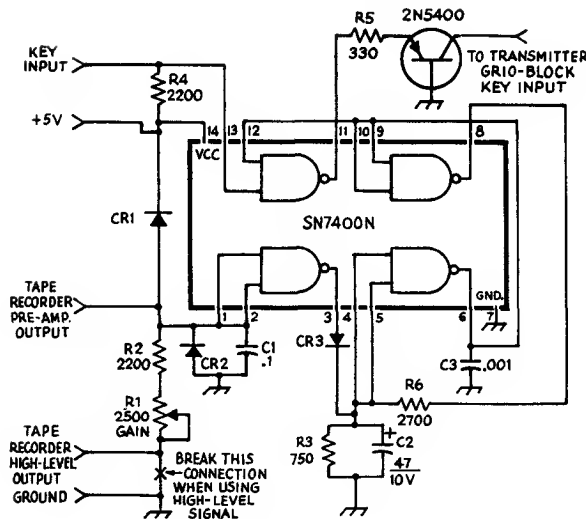 R5
330
2N5400
KEY
INPUT
TO TRANSMITTER
GRID-BLOCK
KEY INPUT
R4
2200
+5V
14
13
12
11
10
9
8
VCC
SN7400N
CR1
TAPE
RECORDER
PRE-AMP.
OUTPUT
GND.
1
2
3
4
5
6
7
R2
2200
CR2
C1
.1
CR3
C3
.001
R6
2700
R1
2500
GAIN
TAPE
RECORDER
HIGH-LEVEL
OUTPUT
GROUND
BREAK THIS
CONNECTION
WHEN USING
HIGH-LEVEL
SIGNAL
R3
750
+
C2
47
10V